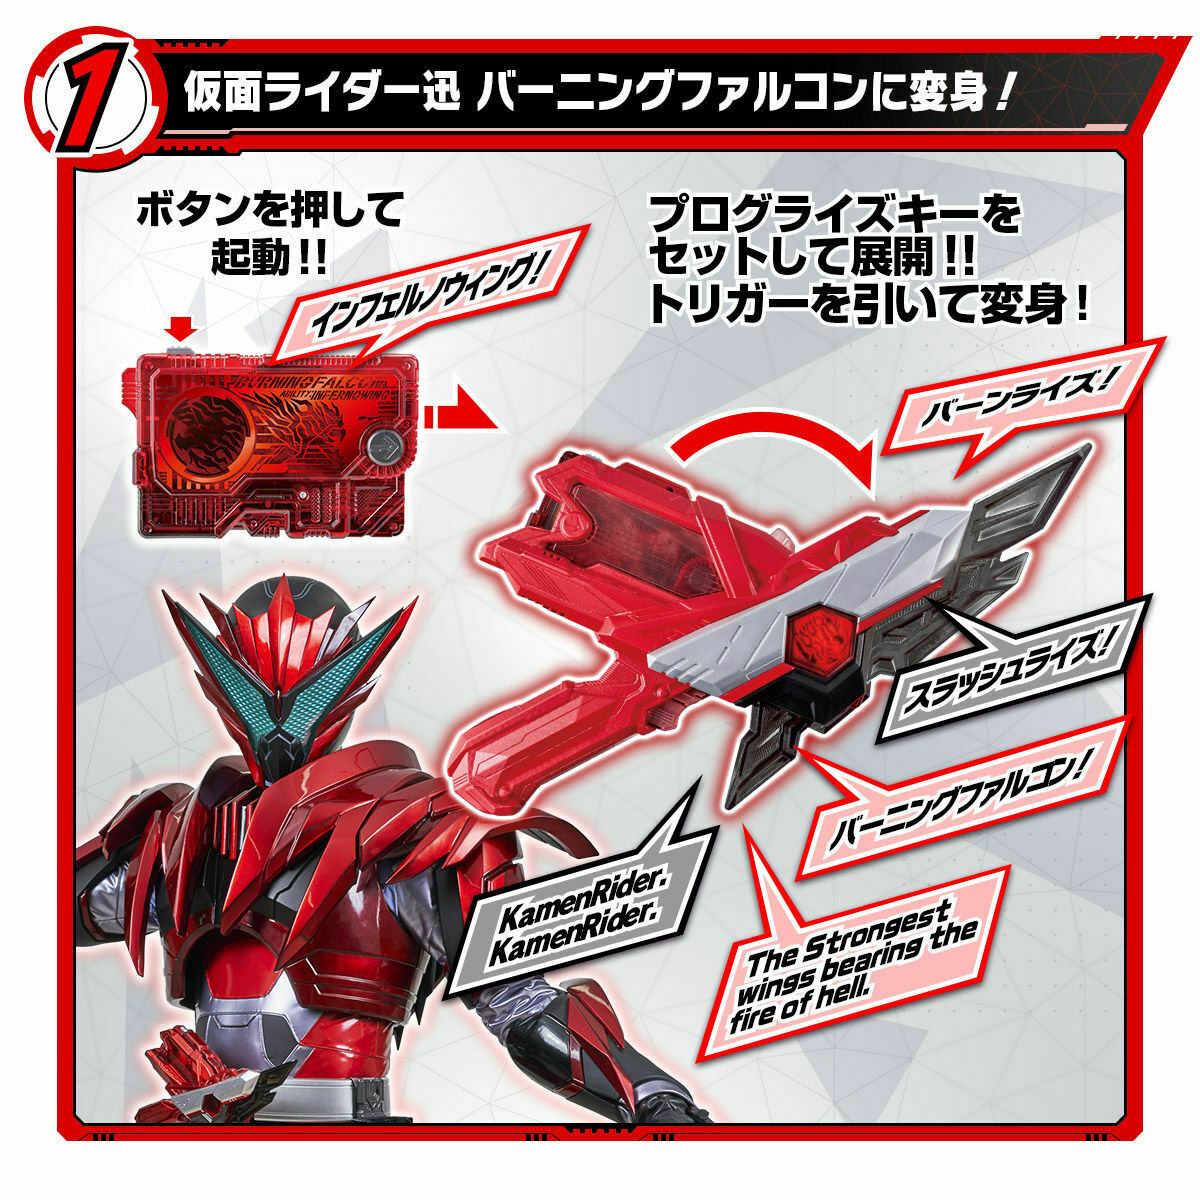 1
仮面ライダー迅 バーニングファルコンに変身！
ボタンを押して
起動!!
インフェルノウィング！
プログライズキーを
セットして展開!!
トリガーを引いて変身！
BURNING FALCON
ABILITY:INFERNOWING
バーンライズ！
スラッシュライズ！
バーニングファルコン！
KamenRider.
KamenRider.
The Strongest
wings bearing the
fire of hell.